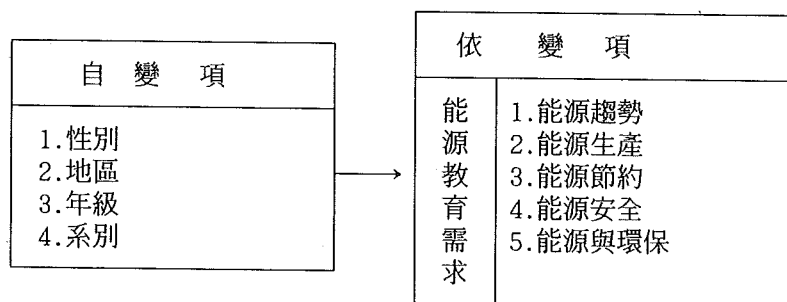 自變項
1.性別
2.地區
3.年級
4.系別
依變項
能源教育需求
1.能源趨勢
2.能源生產
3.能源節約
4.能源安全
5.能源與環保